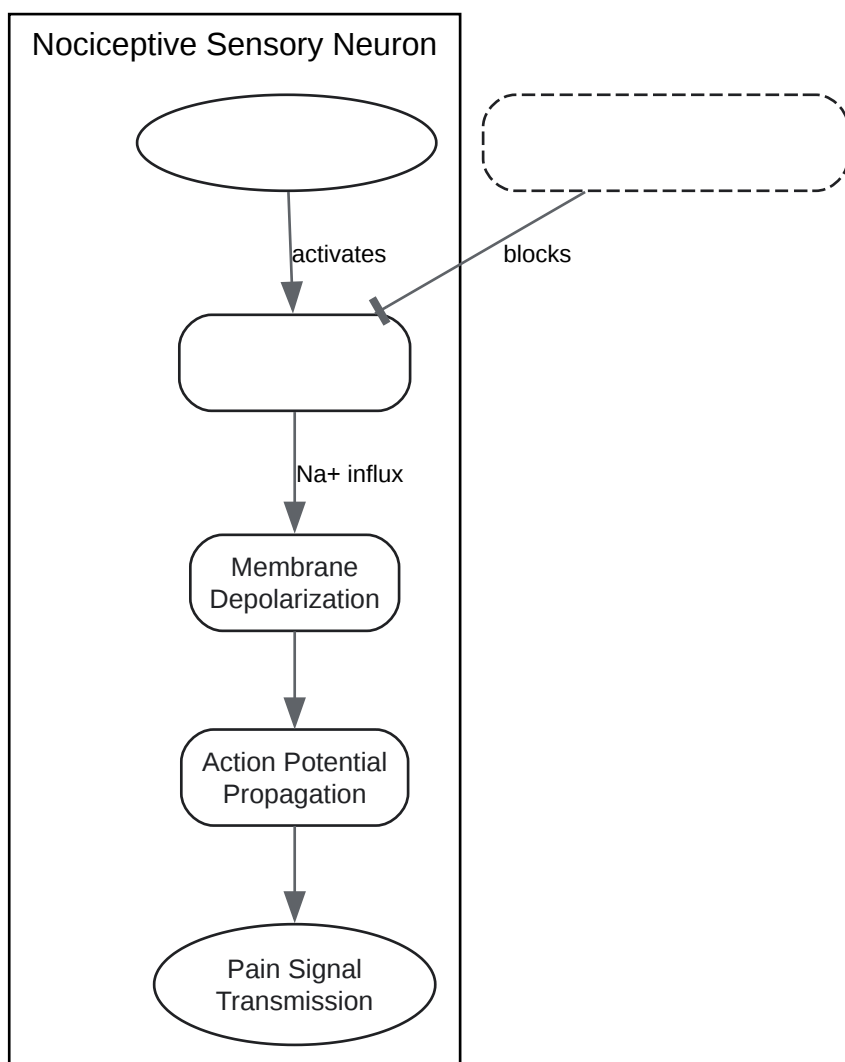 Nociceptive Sensory Neuron
activates
blocks
Na+ influx
Membrane
Depolarization
Action Potential
Propagation
Pain Signal
Transmission